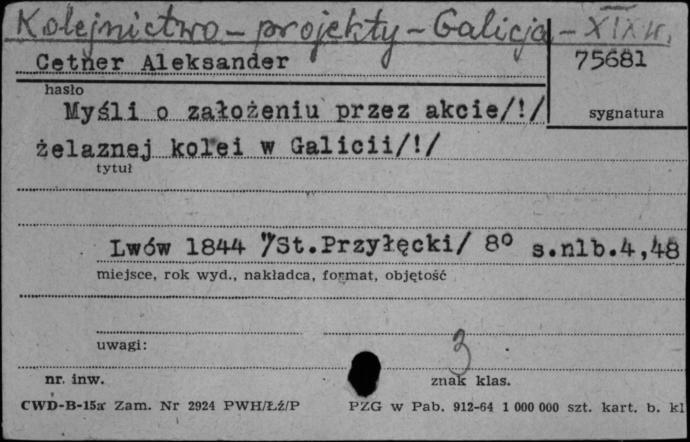 Kolejnictwo - projekty - Galicja - XIX w.
Cetner Aleksander
75681
hasło
Myśli o założeniu przez akcie/!/
sygnatura
żelaznej kolei w Galicii/!/
tytuł
Lwów 1844 /St.Przyłęcki/ 8° s.nlb.4,48
miejsce, rok wyd., nakładca, format, objętość
uwagi:
3
nr. inw.
znak klas.
CWD-B-15a Zam. Nr 2924 PWH/Łź/P
PZG w Pab. 912-64 1 000 000 szt. kart. b. kl